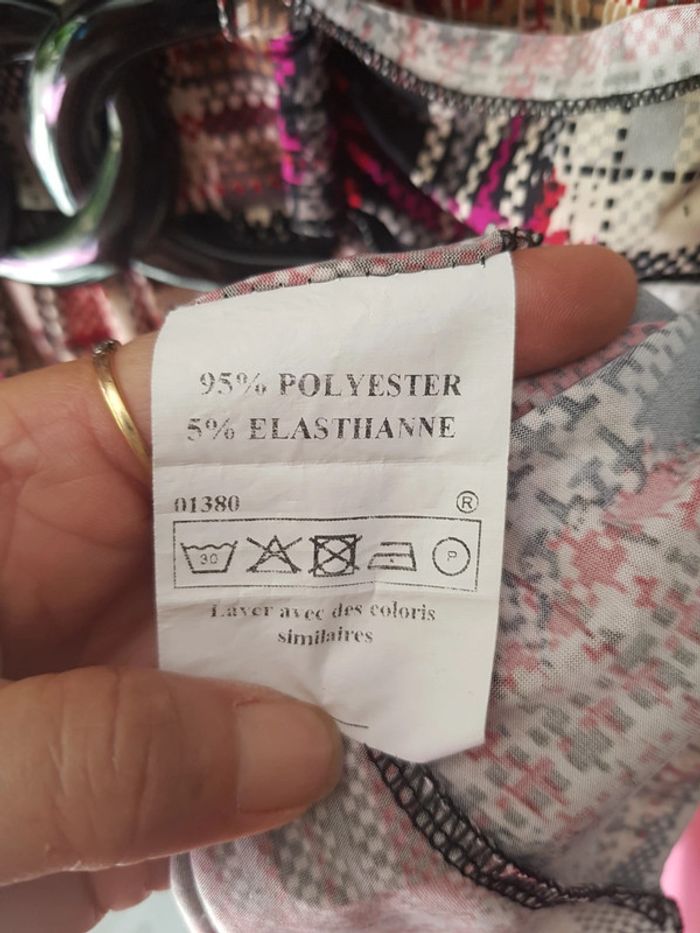 95% POLYESTER
5% ELASTHANNE
01380
®
30 P
Laver avec des coloris
similaires